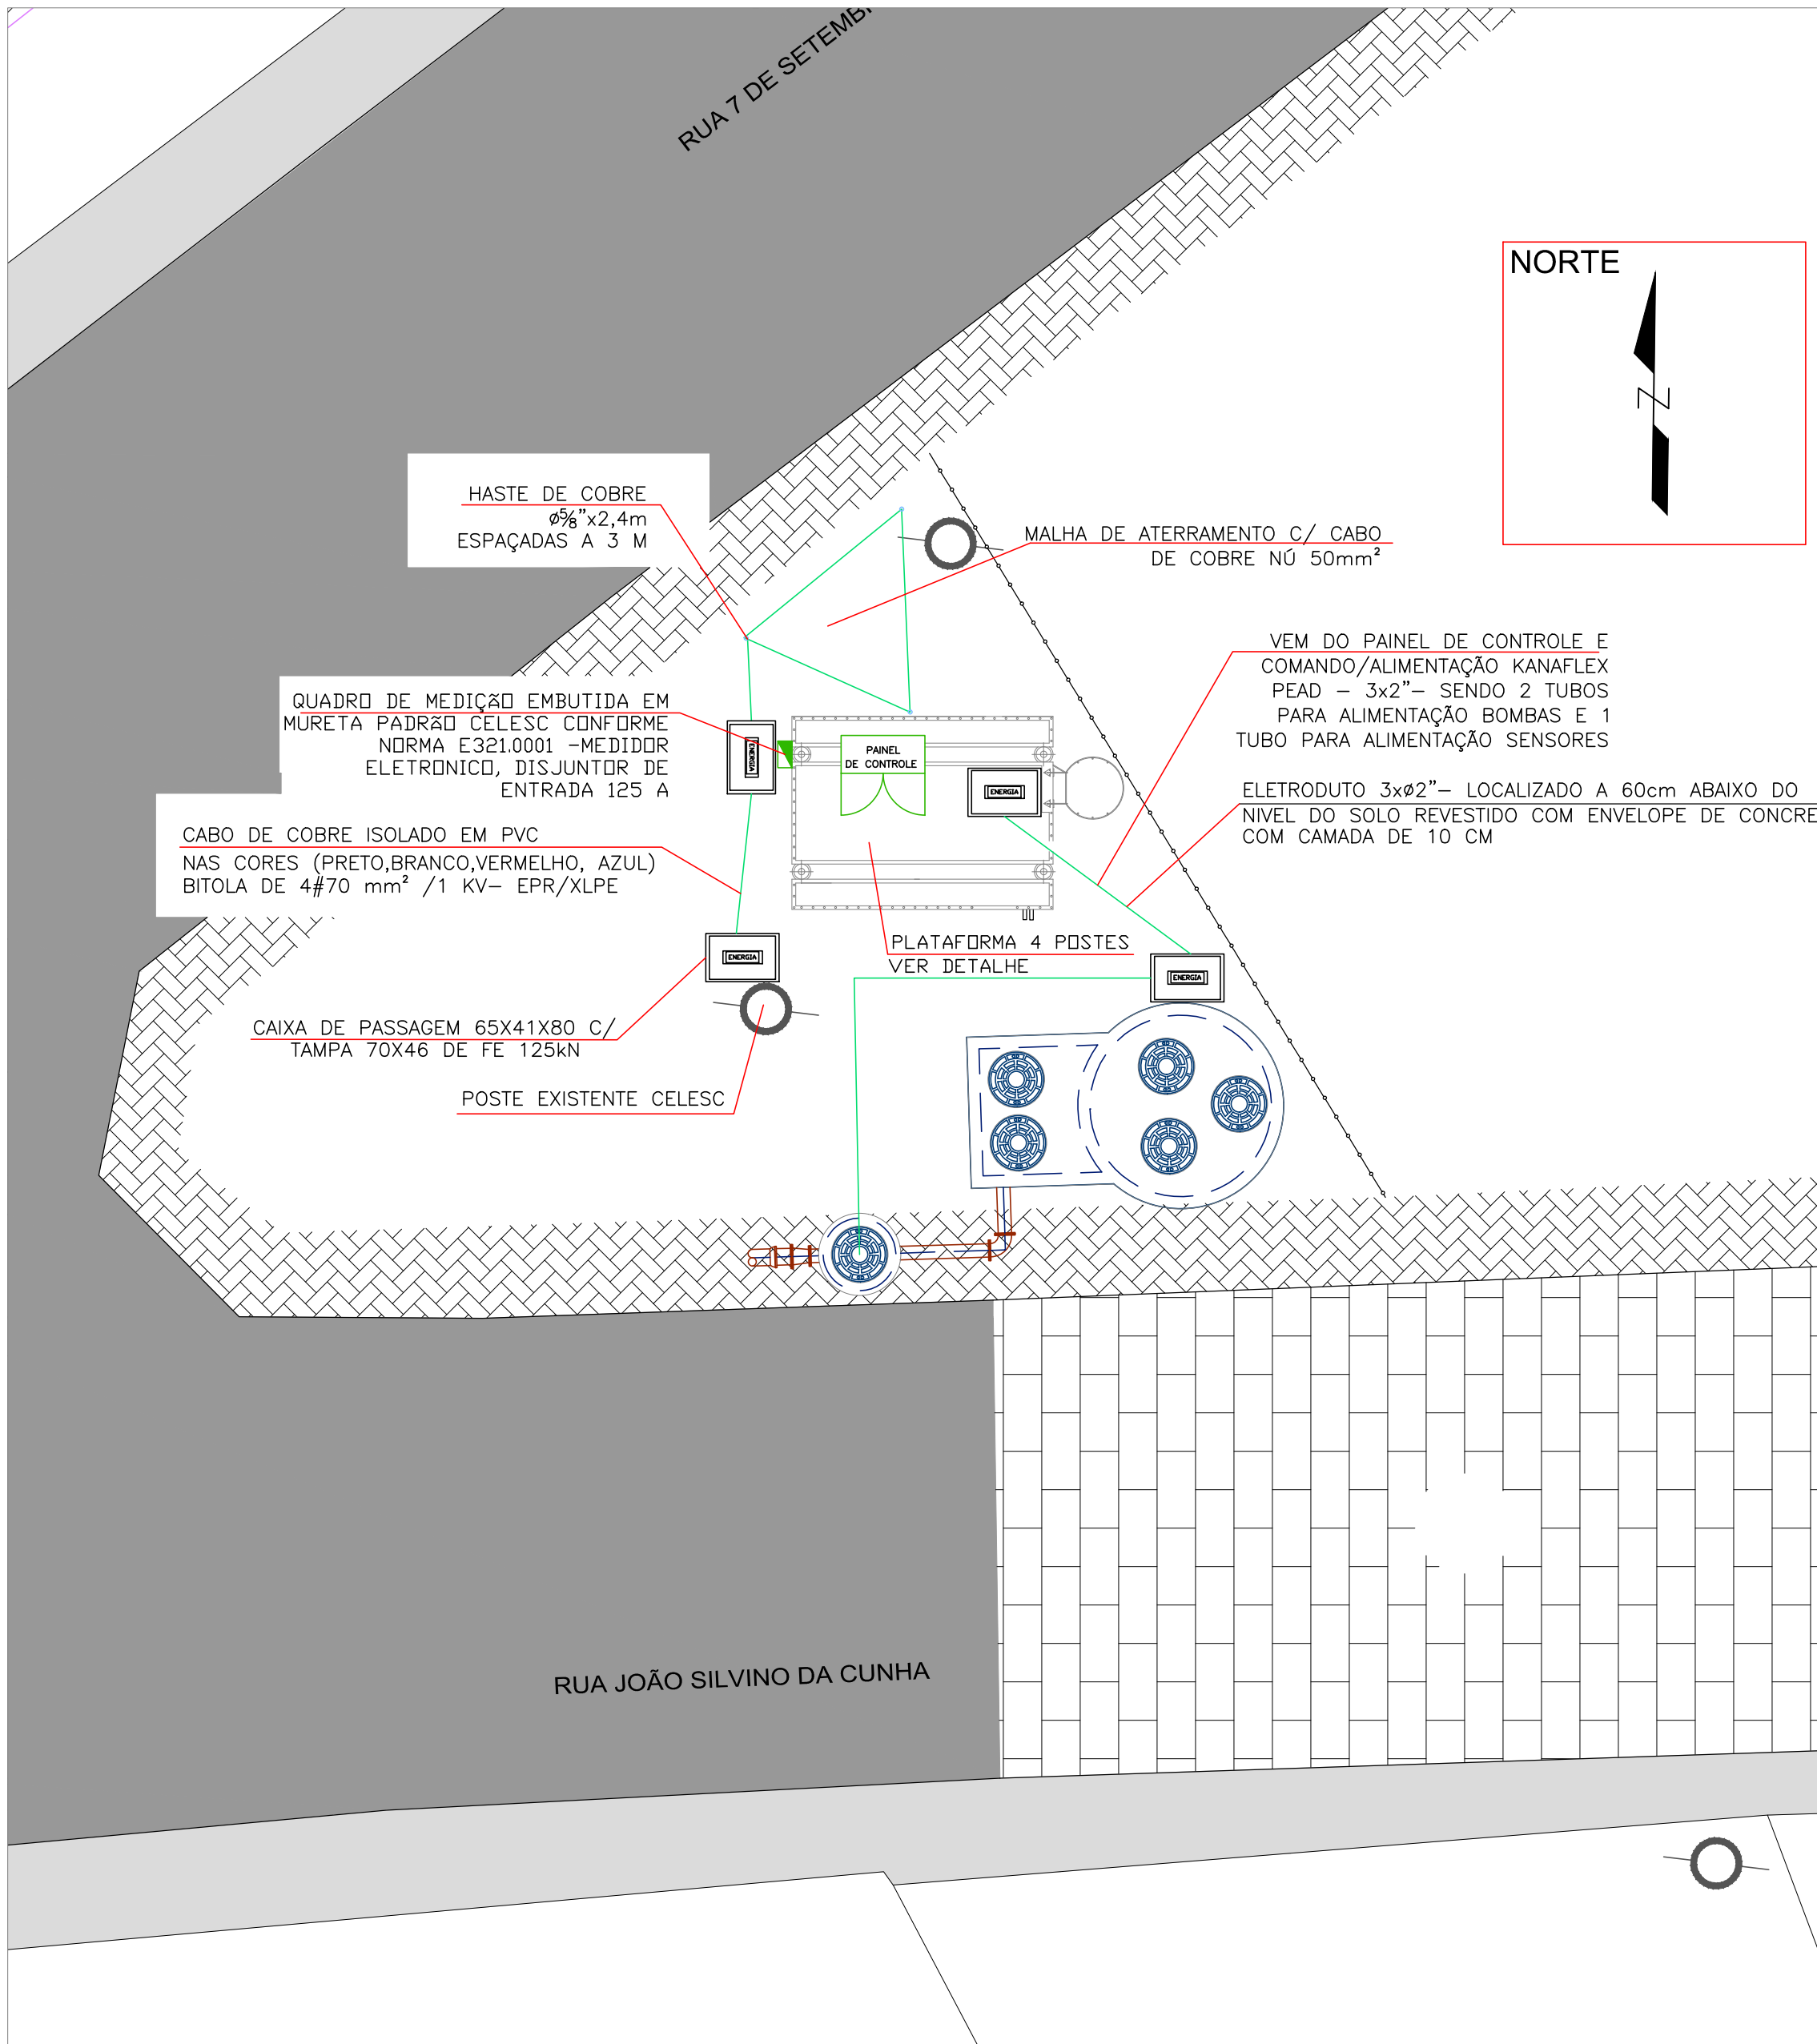 RUA 7 DE SETEMB
NORTE
N
HASTE DE COBRE
ø5/8"x2,4m
ESPAÇADAS A 3 M
MALHA DE ATERRAMENTO C/ CABO
DE COBRE NÚ 50mm²
VEM DO PAINEL DE CONTROLE E
COMANDO/ALIMENTAÇÃO KANAFLEX
PEAD - 3x2"- SENDO 2 TUBOS
PARA ALIMENTAÇÃO BOMBAS E 1
TUBO PARA ALIMENTAÇÃO SENSORES
QUADRO DE MEDIÇÃO EMBUTIDA EM
MURETA PADRÃO CELESC CONFORME
NORMA E321.0001 -MEDIDOR
ELETRONICO, DISJUNTOR DE
ENTRADA 125 A
ENERGIA
PAINEL
DE CONTROLE
ENERGIA
ELETRODUTO 3xø2"- LOCALIZADO A 60cm ABAIXO DO
NIVEL DO SOLO REVESTIDO COM ENVELOPE DE CONCRE
COM CAMADA DE 10 CM
CABO DE COBRE ISOLADO EM PVC
NAS CORES (PRETO,BRANCO,VERMELHO, AZUL)
BITOLA DE 4#70 mm² /1 KV- EPR/XLPE
PLATAFORMA 4 POSTES
VER DETALHE
ENERGIA
ENERGIA
CAIXA DE PASSAGEM 65X41X80 C/
TAMPA 70X46 DE FE 125kN
POSTE EXISTENTE CELESC
RUA JOÃO SILVINO DA CUNHA